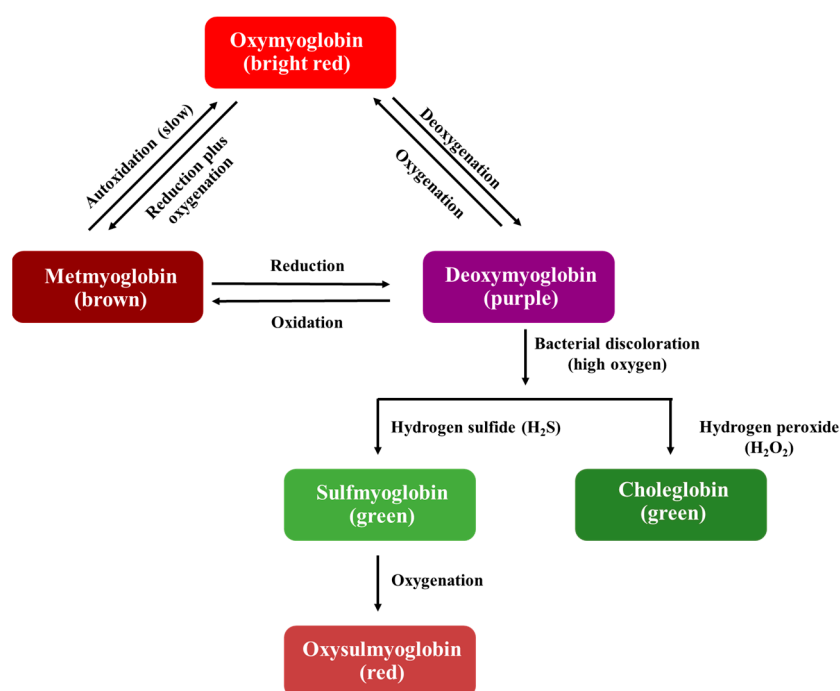 Oxymyoglobin
(bright red)
Autoxidation (slow)
Reduction plus
oxygenation
Deoxygenation
Oxygenation
Metmyoglobin
(brown)
Reduction
Oxidation
Deoxymyoglobin
(purple)
Bacterial discoloration
(high oxygen)
Hydrogen sulfide (H₂S)
Hydrogen peroxide
(H₂O₂)
Sulfmyoglobin
(green)
Choleglobin
(green)
Oxygenation
Oxysulmyoglobin
(red)